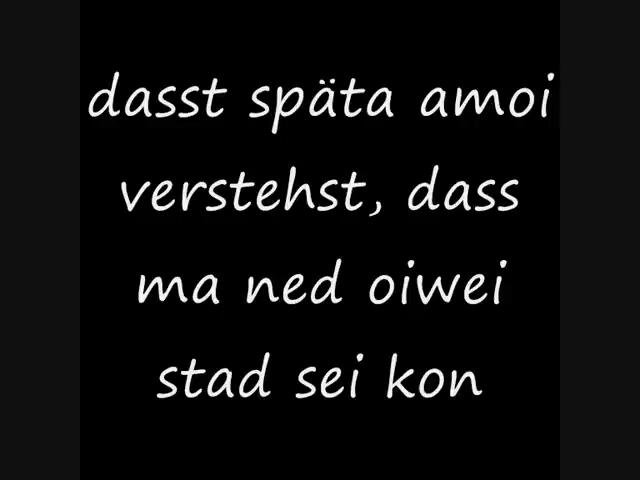 dasst späta amoi
verstehst, dass
ma ned oiwei
stad sei kon